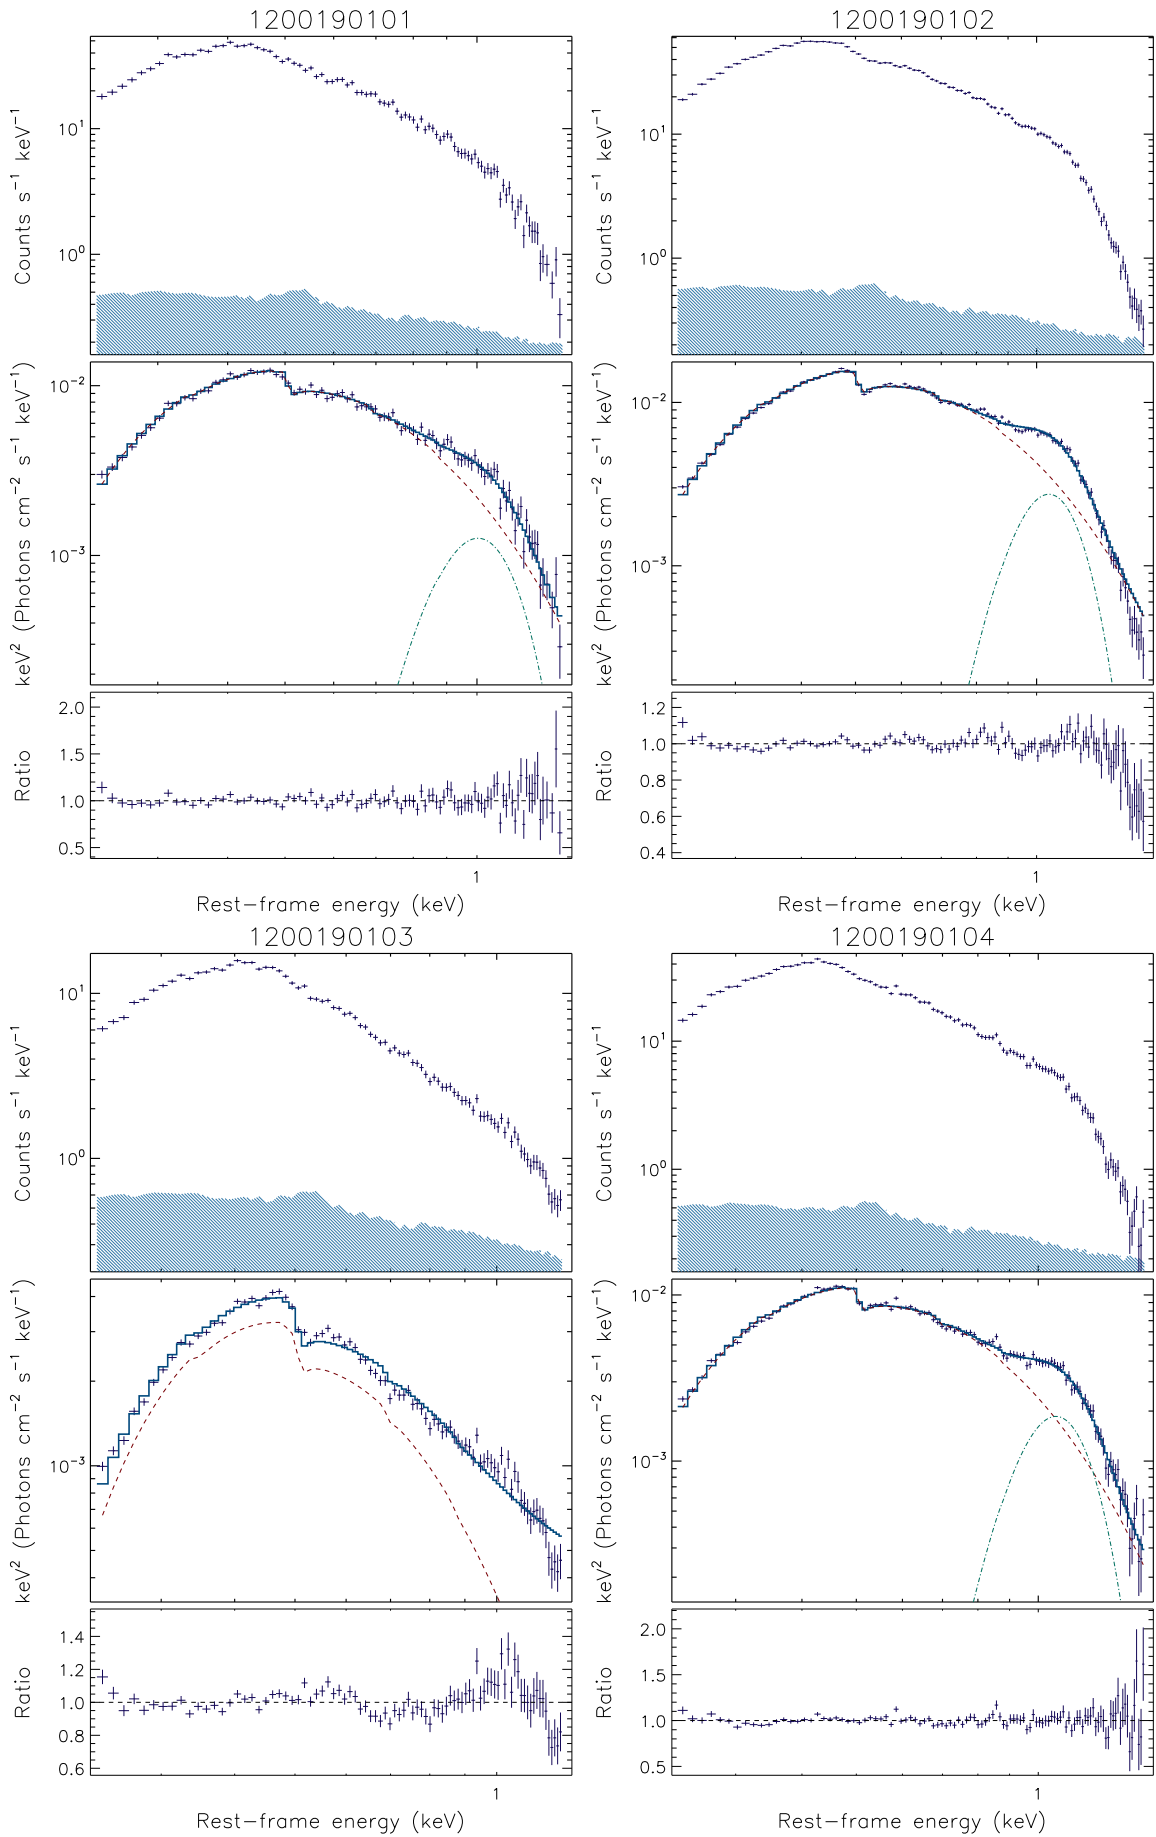 1200190101
Counts s⁻¹ keV⁻¹
10¹
10⁰
keV² (Photons cm⁻² s⁻¹ keV⁻¹)
10⁻²
10⁻³
Ratio
2.0
1.5
1.0
0.5
1
Rest-frame energy (keV)
1200190102
Counts s⁻¹ keV⁻¹
10¹
10⁰
keV² (Photons cm⁻² s⁻¹ keV⁻¹)
10⁻²
10⁻³
Ratio
1.2
1.0
0.8
0.6
0.4
1
Rest-frame energy (keV)
1200190103
Counts s⁻¹ keV⁻¹
10¹
10⁰
keV² (Photons cm⁻² s⁻¹ keV⁻¹)
10⁻³
Ratio
1.4
1.2
1.0
0.8
0.6
1
Rest-frame energy (keV)
1200190104
Counts s⁻¹ keV⁻¹
10¹
10⁰
keV² (Photons cm⁻² s⁻¹ keV⁻¹)
10⁻²
10⁻³
Ratio
2.0
1.5
1.0
0.5
1
Rest-frame energy (keV)